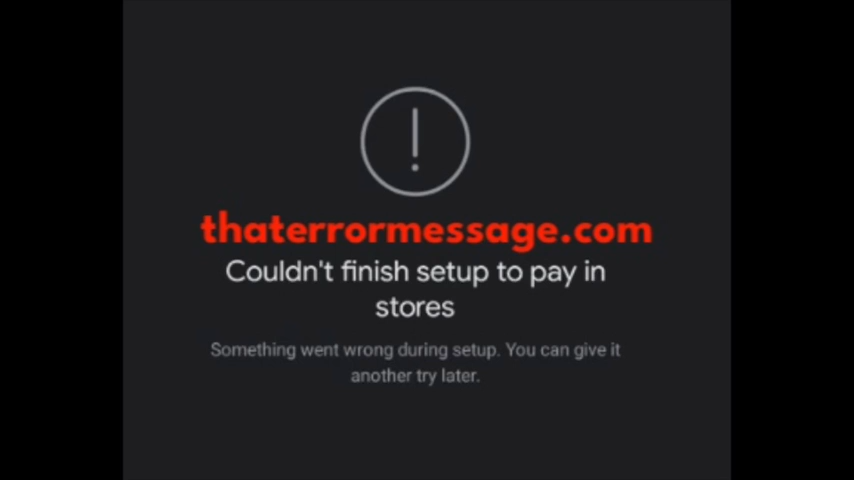 thaterrormessage.com
Couldn't finish setup to pay in
stores
Something went wrong during setup. You can give it
another try later.